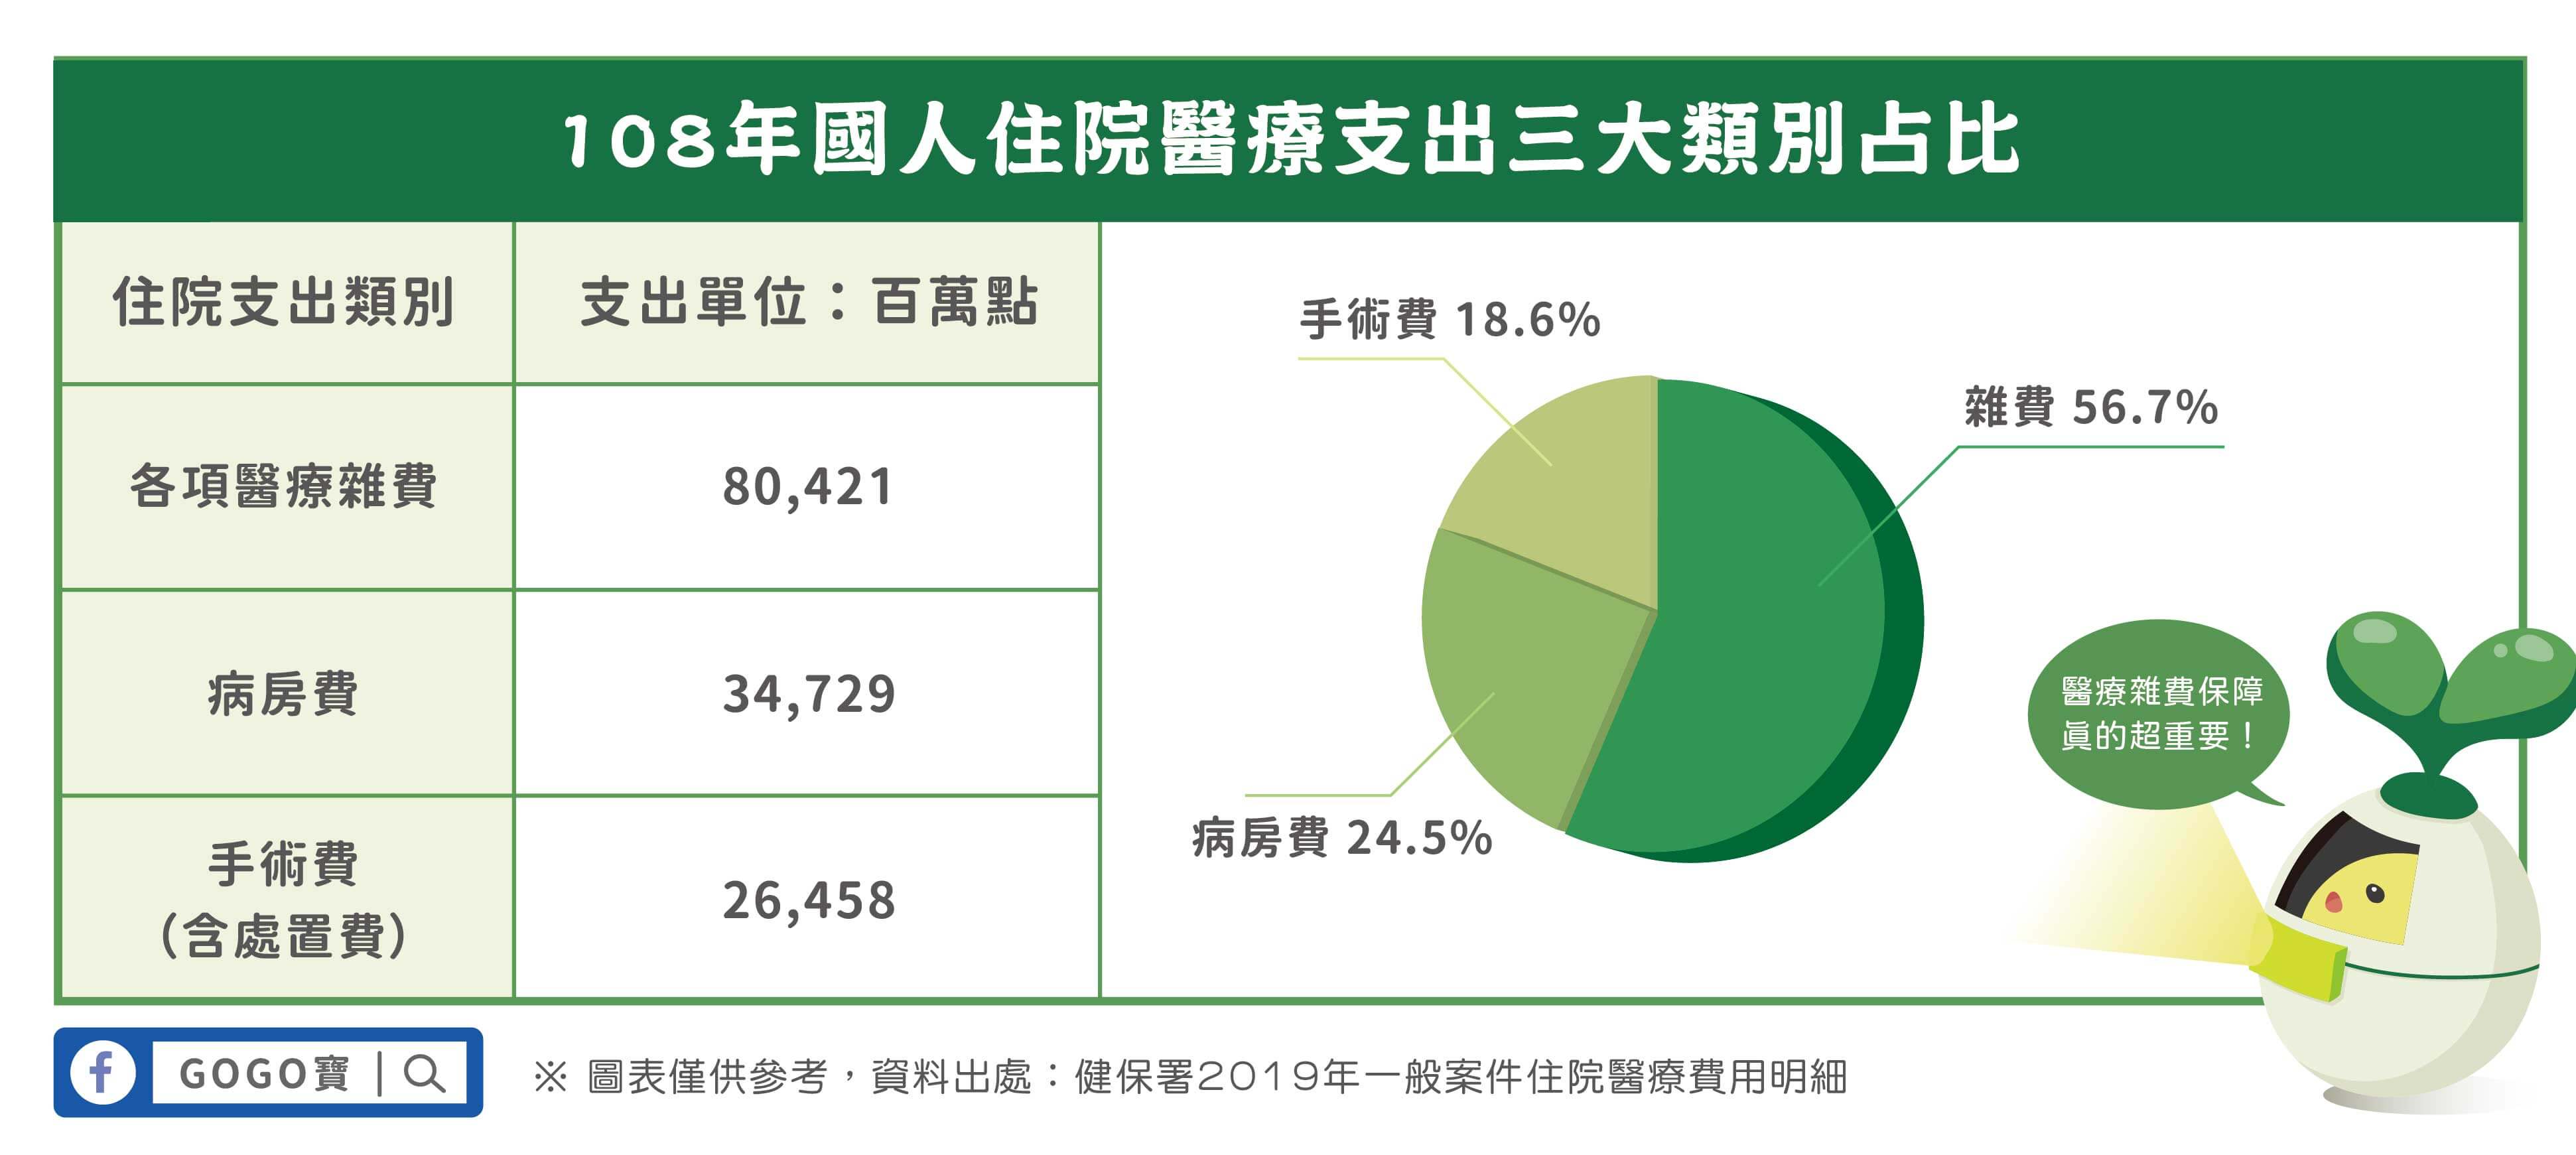 108年國人住院醫療支出三大類別占比
住院支出類別
支出單位：百萬點
各項醫療雜費
80,421
病房費
34,729
手術費
(含處置費)
26,458
手術費 18.6%
雜費 56.7%
病房費 24.5%
醫療雜費保障
真的超重要！
GOGO寶
※ 圖表僅供參考，資料出處：健保署2019年一般案件住院醫療費用明細